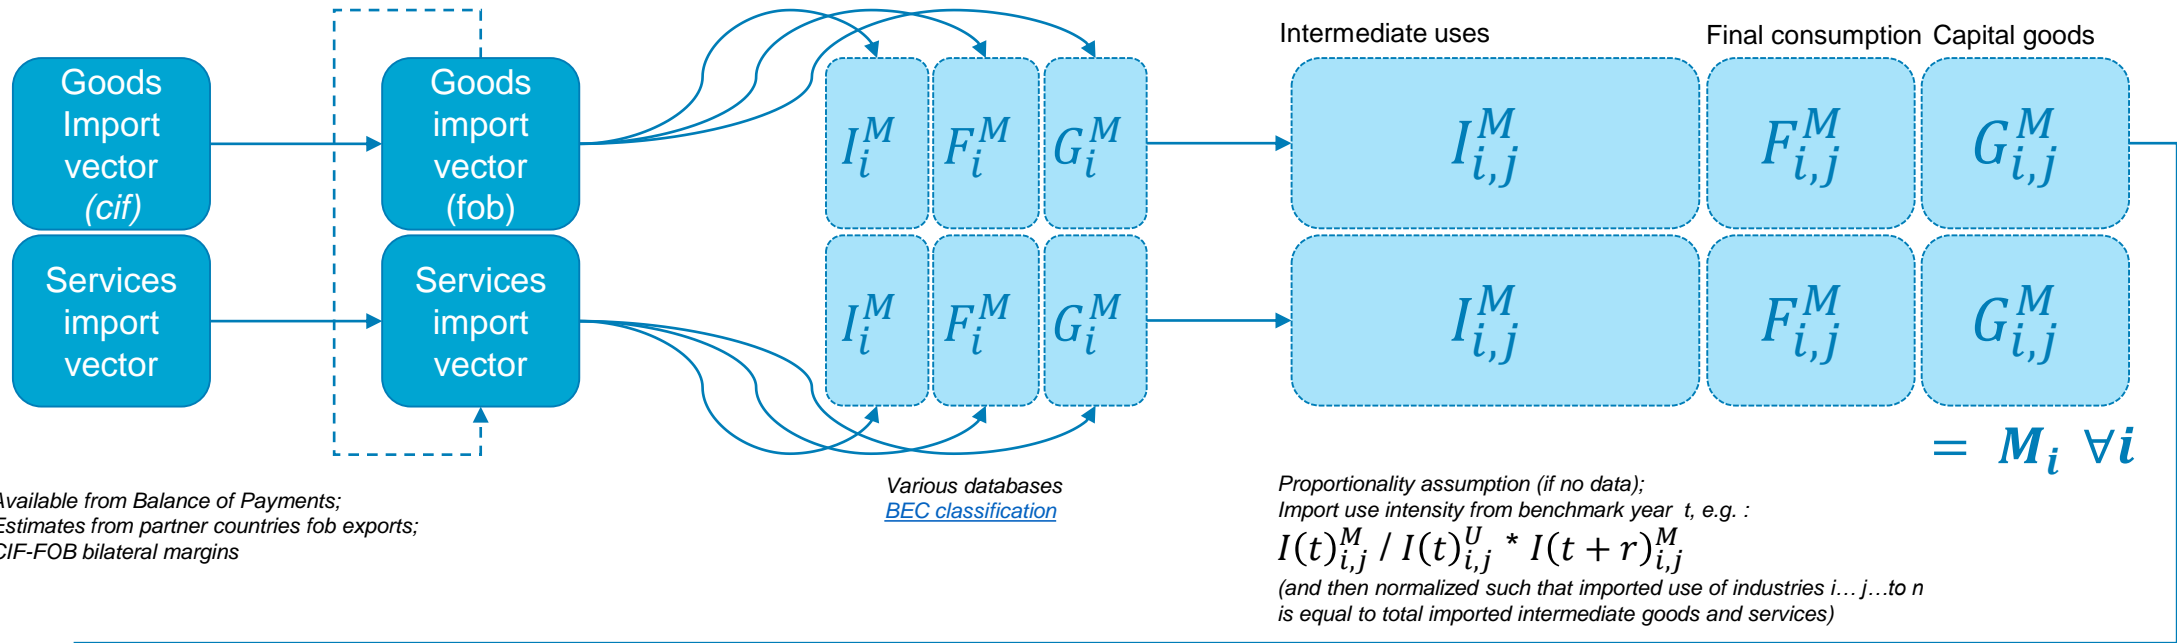 Intermediate uses
Final consumption
Capital goods
Goods
Import
vector
(cif)
Goods
import
vector
(fob)
I_i^M
F_i^M
G_i^M
I_{i,j}^M
F_{i,j}^M
G_{i,j}^M
Services
import
vector
Services
import
vector
I_i^M
F_i^M
G_i^M
I_{i,j}^M
F_{i,j}^M
G_{i,j}^M
= M_i ∀i
Available from Balance of Payments;
Estimates from partner countries fob exports;
CIF-FOB bilateral margins
Various databases
BEC classification
Proportionality assumption (if no data);
Import use intensity from benchmark year t, e.g. :
I(t)_{i,j}^M / I(t)_{i,j}^U * I(t + r)_{i,j}^M
(and then normalized such that imported use of industries i… j…to n
is equal to total imported intermediate goods and services)